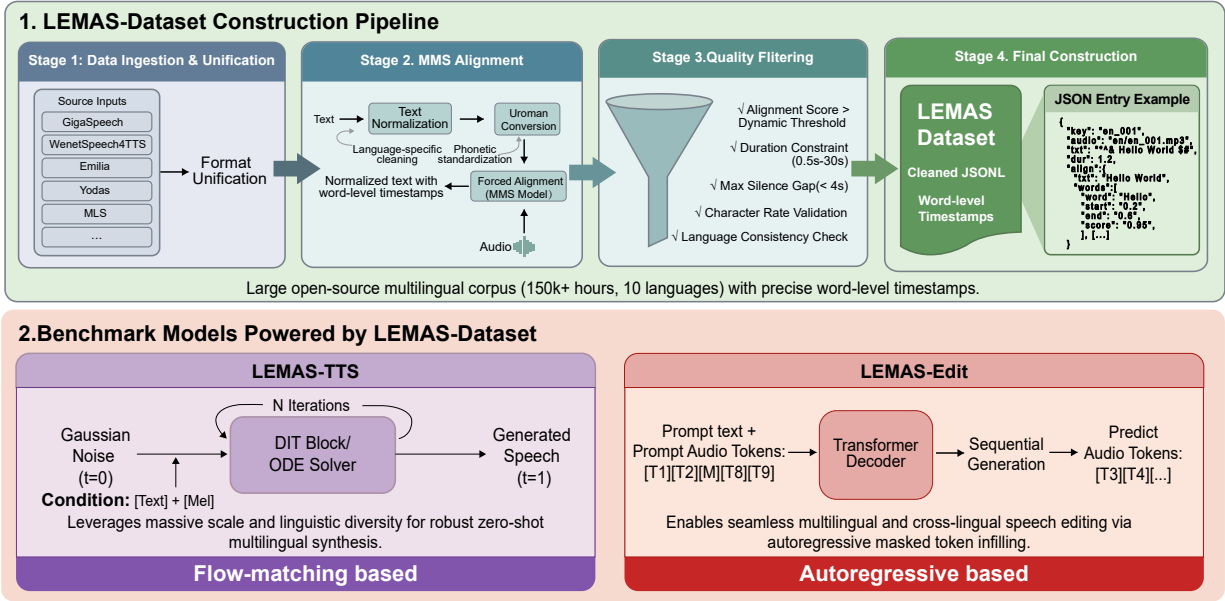 1. LEMAS-Dataset Construction Pipeline
Stage 1: Data Ingestion & Unification
Source Inputs
GigaSpeech
WenetSpeech4TTS
Emilia
Yodas
MLS
...
Format
Unification
Stage 2. MMS Alignment
Text
Text
Normalization
Uroman
Conversion
Language-specific
cleaning
Phonetic
standardization
Normalized text with
word-level timestamps
Forced Alignment
(MMS Model)
Audio
Stage 3.Quality Flitering
√ Alignment Score >
Dynamic Threshold
√ Duration Constraint
(0.5s-30s)
√ Max Silence Gap(< 4s)
√ Character Rate Validation
√ Language Consistency Check
Stage 4. Final Construction
LEMAS
Dataset
Cleaned JSONL
Word-level
Timestamps
JSON Entry Example
{
"key": "en_001",
"audio": "en/en_001.mp3",
"txt": "^& Hello World $#"
"dur": 1.2,
"align":{
"txt": "Hello World",
"words":[
"word": "Hello",
"start": "0.2",
"end": "0.6",
"score": "0.95",
], [...]
}
Large open-source multilingual corpus (150k+ hours, 10 languages) with precise word-level timestamps.
2.Benchmark Models Powered by LEMAS-Dataset
LEMAS-TTS
N Iterations
Gaussian
Noise
(t=0)
DIT Block/
ODE Solver
Generated
Speech
(t=1)
Condition: [Text] + [Mel]
Leverages massive scale and linguistic diversity for robust zero-shot
multilingual synthesis.
Flow-matching based
LEMAS-Edit
Prompt text +
Prompt Audio Tokens:
[T1][T2][M][T8][T9]
Transformer
Decoder
Sequential
Generation
Predict
Audio Tokens:
[T3][T4][...]
Enables seamless multilingual and cross-lingual speech editing via
autoregressive masked token infilling.
Autoregressive based